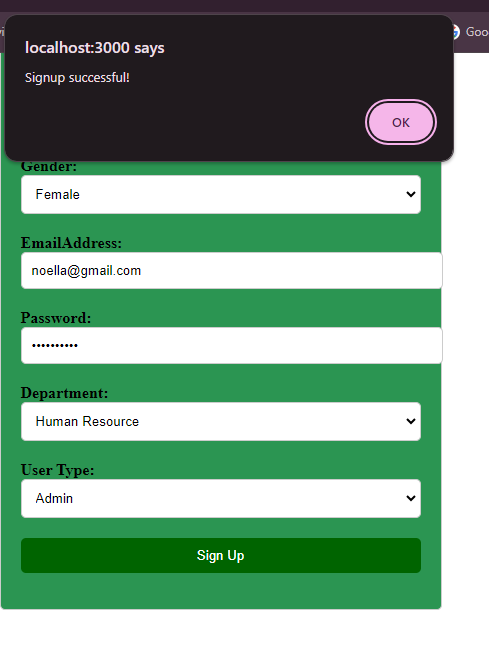 localhost:3000 says
Goo
Signup successful!
OK
Gender:
Female
EmailAddress:
noella@gmail.com
Password:
••••••••••
Department:
Human Resource
User Type:
Admin
Sign Up